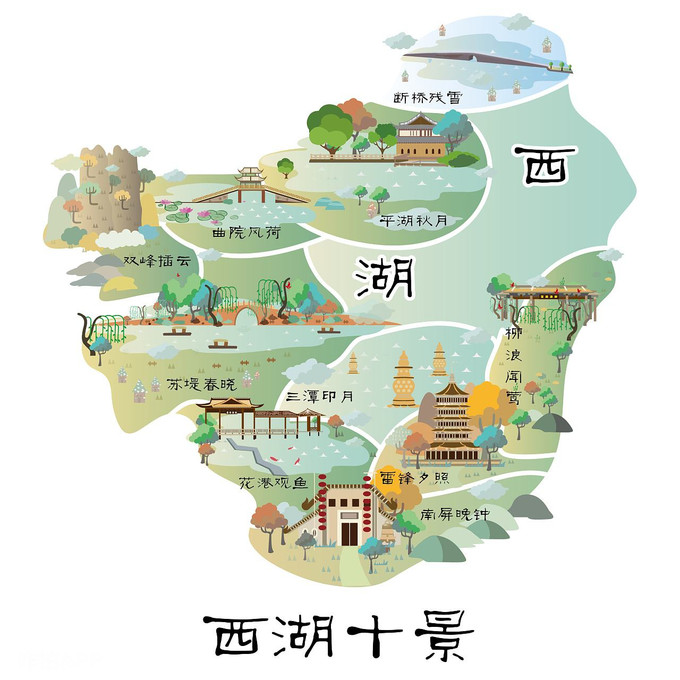 断桥残雪
西
平湖秋月
曲院风荷
双峰插云
湖
柳浪闻莺
苏堤春晓
三潭印月
花港观鱼
雷锋夕照
南屏晚钟
西湖十景